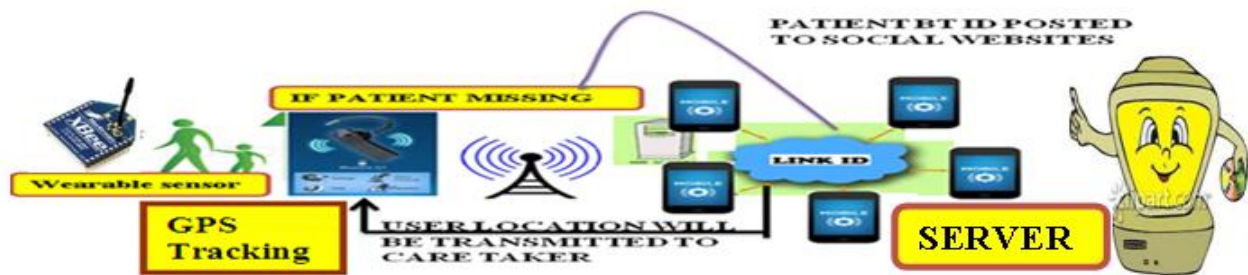 PATIENT BT ID POSTED
TO SOCIAL WEBSITES
IF PATIENT MISSING
XBee
MOBILE
MOBILE
LINK ID
MOBILE
MOBILE
MOBILE
Wearable sensor
GPS
Tracking
USER LOCATION WILL
BE TRANSMITTED TO
CARE TAKER
SERVER